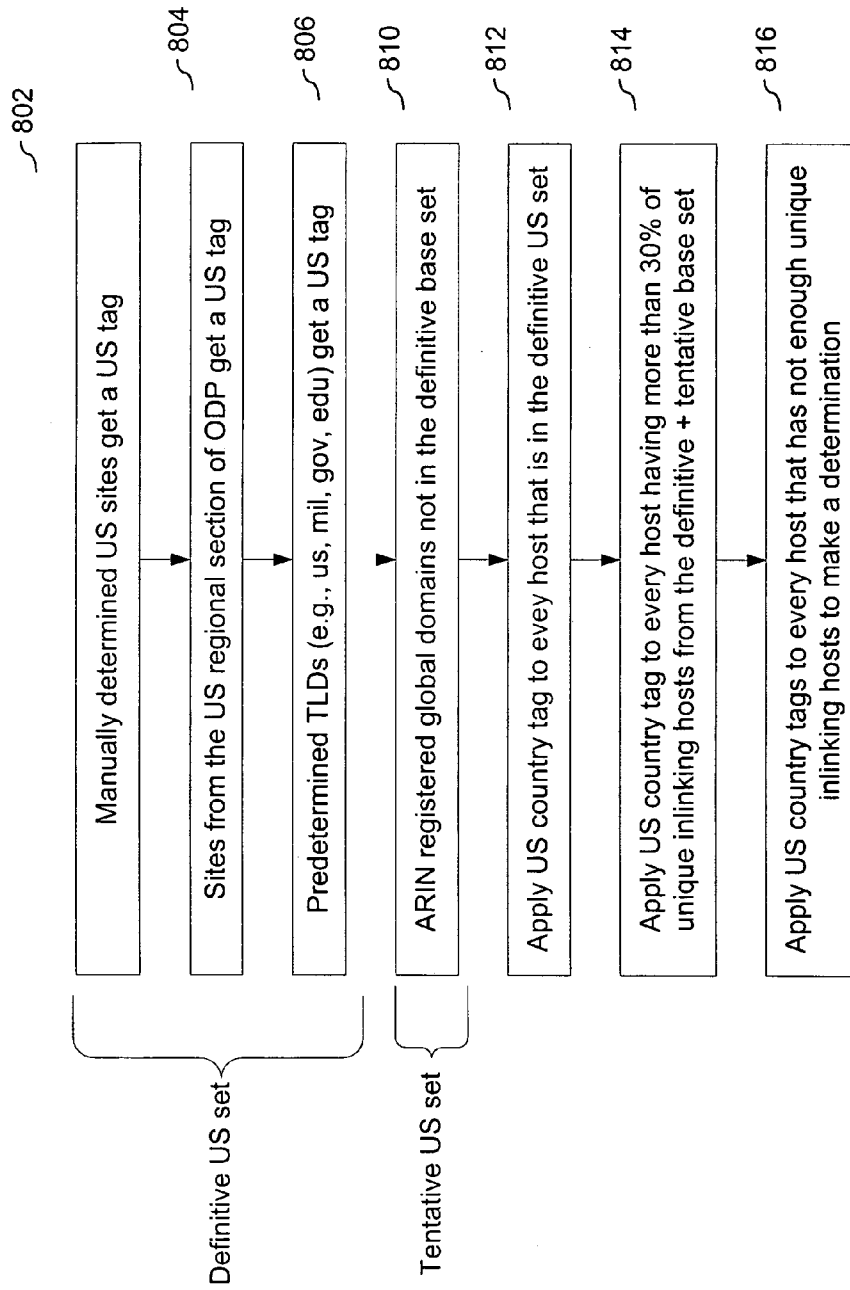 802
Manually determined US sites get a US tag
804
Sites from the US regional section of ODP get a US tag
806
Predetermined TLDs (e.g., us, mil, gov, edu) get a US tag
Definitive US set
810
ARIN registered global domains not in the definitive base set
Tentative US set
812
Apply US country tag to evey host that is in the definitive US set
814
Apply US country tag to every host having more than 30% of
unique inlinking hosts from the definitive + tentative base set
816
Apply US country tags to every host that has not enough unique
inlinking hosts to make a determination